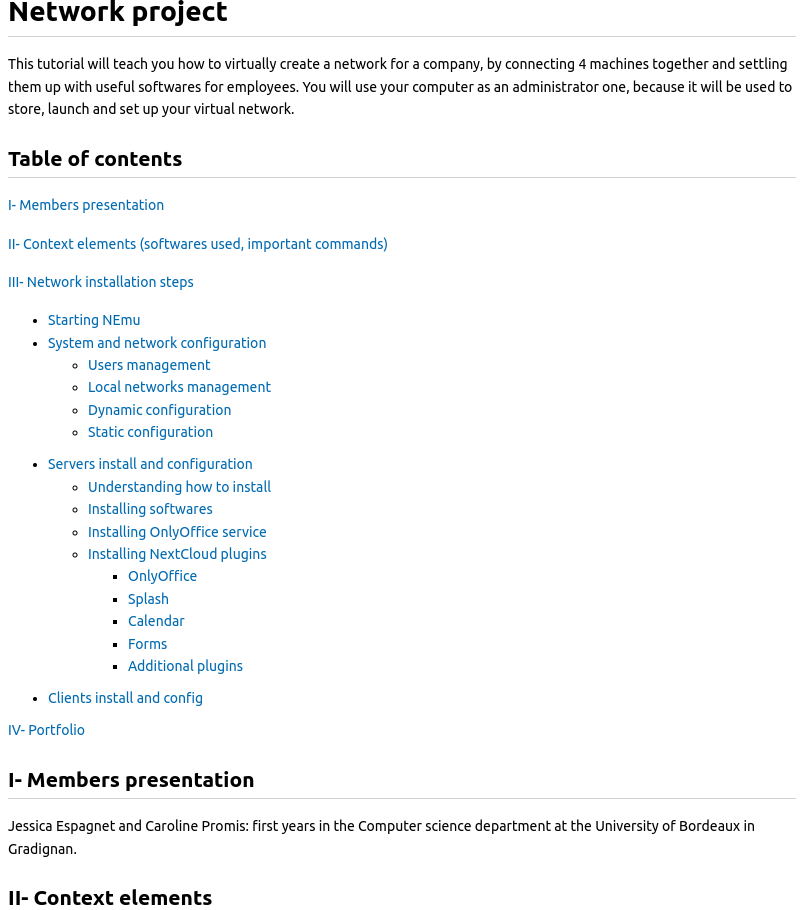 Network project
This tutorial will teach you how to virtually create a network for a company, by connecting 4 machines together and settling
them up with useful softwares for employees. You will use your computer as an administrator one, because it will be used to
store, launch and set up your virtual network.
Table of contents
I- Members presentation
II- Context elements (softwares used, important commands)
III- Network installation steps
• Starting NEmu
• System and network configuration
◦ Users management
◦ Local networks management
◦ Dynamic configuration
◦ Static configuration
• Servers install and configuration
◦ Understanding how to install
◦ Installing softwares
◦ Installing OnlyOffice service
◦ Installing NextCloud plugins
▪ OnlyOffice
▪ Splash
▪ Calendar
▪ Forms
▪ Additional plugins
• Clients install and config
IV- Portfolio
I- Members presentation
Jessica Espagnet and Caroline Promis: first years in the Computer science department at the University of Bordeaux in
Gradignan.
II- Context elements